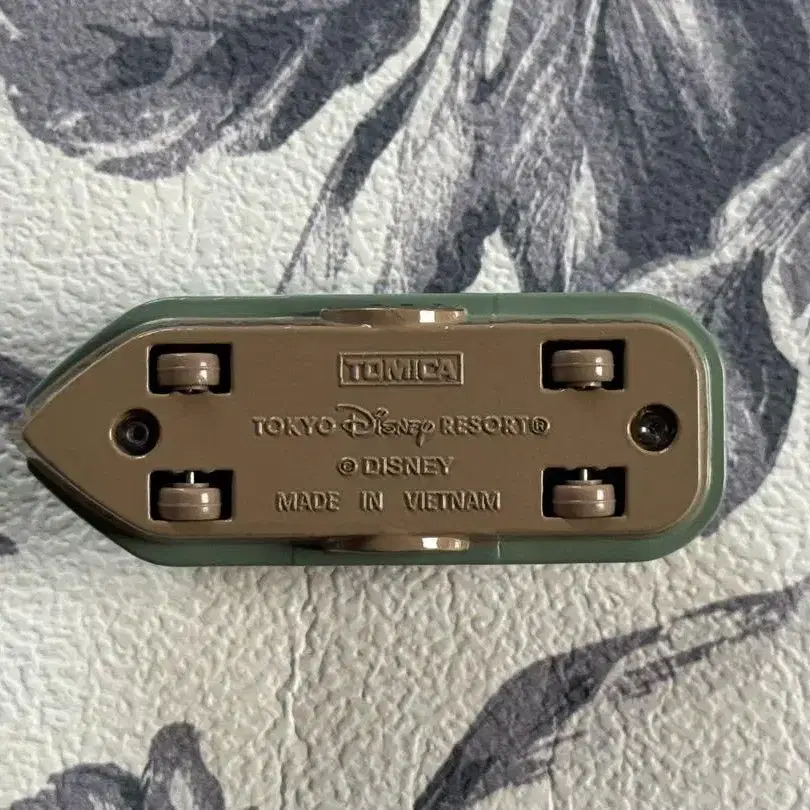 TOMICA
TOKYO Disney RESORT®
© DISNEY
MADE IN VIETNAM